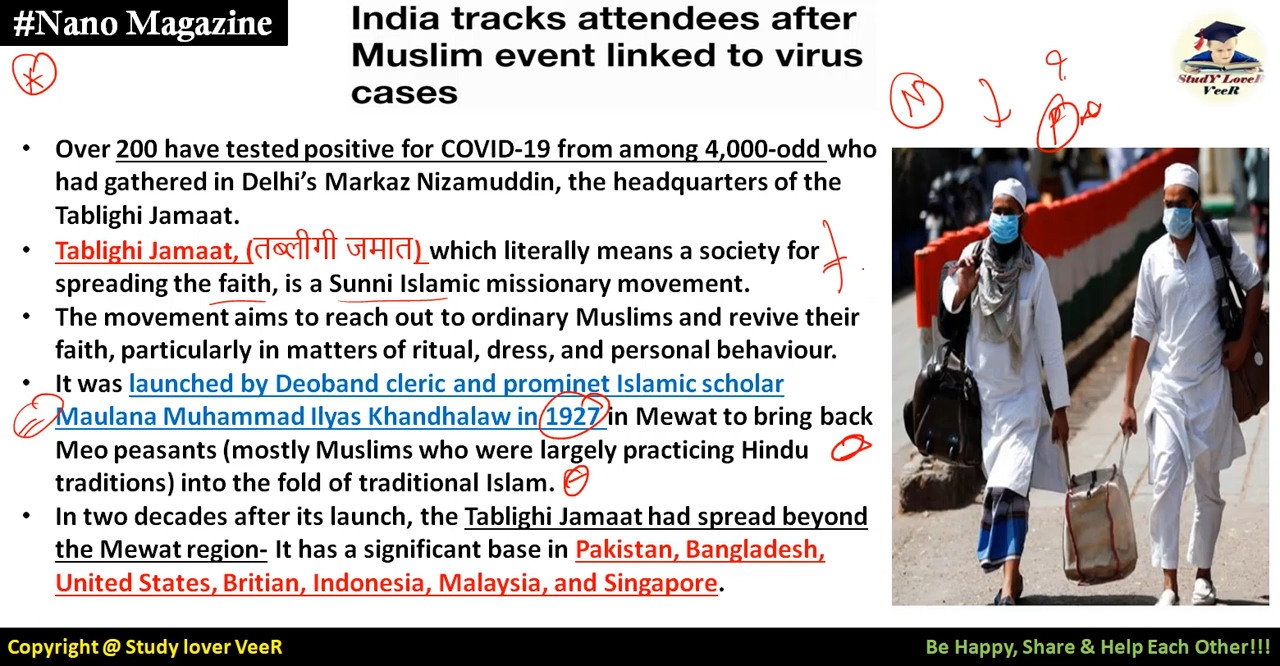 #Nano Magazine
India tracks attendees after
Muslim event linked to virus
cases
StudY LoveR
VeeR
• Over 200 have tested positive for COVID-19 from among 4,000-odd who
had gathered in Delhi’s Markaz Nizamuddin, the headquarters of the
Tablighi Jamaat.
• Tablighi Jamaat, (तब्लीगी जमात) which literally means a society for
spreading the faith, is a Sunni Islamic missionary movement.
• The movement aims to reach out to ordinary Muslims and revive their
faith, particularly in matters of ritual, dress, and personal behaviour.
• It was launched by Deoband cleric and prominet Islamic scholar
Maulana Muhammad Ilyas Khandhalaw in 1927 in Mewat to bring back
Meo peasants (mostly Muslims who were largely practicing Hindu
traditions) into the fold of traditional Islam.
• In two decades after its launch, the Tablighi Jamaat had spread beyond
the Mewat region- It has a significant base in Pakistan, Bangladesh,
United States, Britian, Indonesia, Malaysia, and Singapore.
Copyright @ Study lover VeeR
Be Happy, Share & Help Each Other!!!